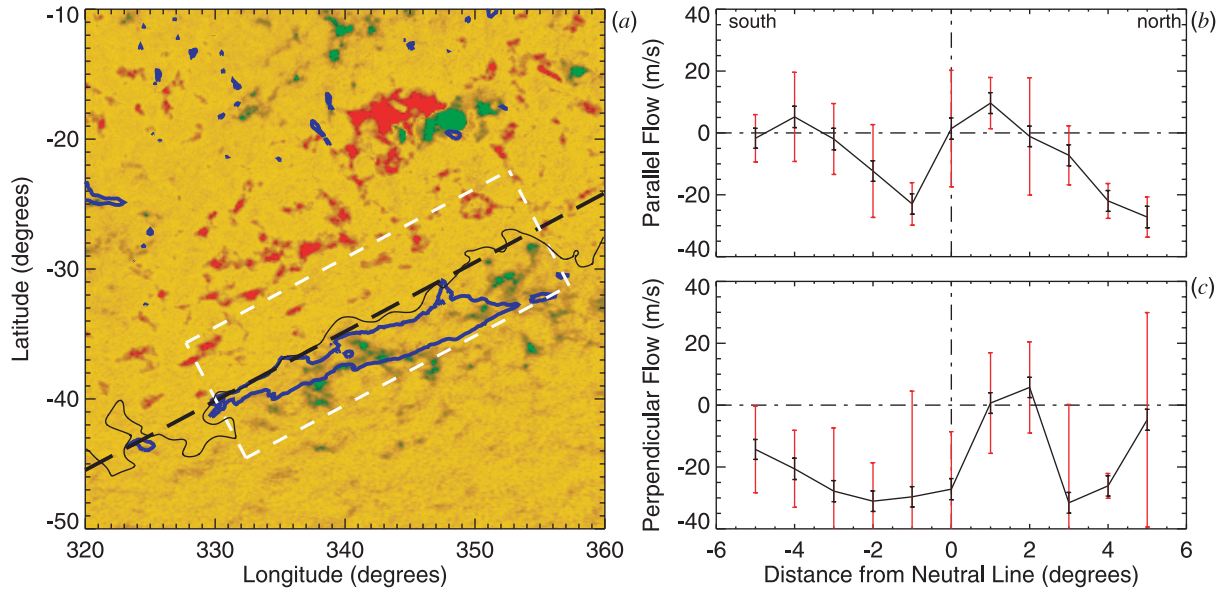 (a)
-10
-20
-30
-40
-50
Latitude (degrees)
320
330
340
350
360
Longitude (degrees)
south
north
(b)
40
20
0
-20
-40
Parallel Flow (m/s)
(c)
40
20
0
-20
-40
Perpendicular Flow (m/s)
-6
-4
-2
0
2
4
6
Distance from Neutral Line (degrees)